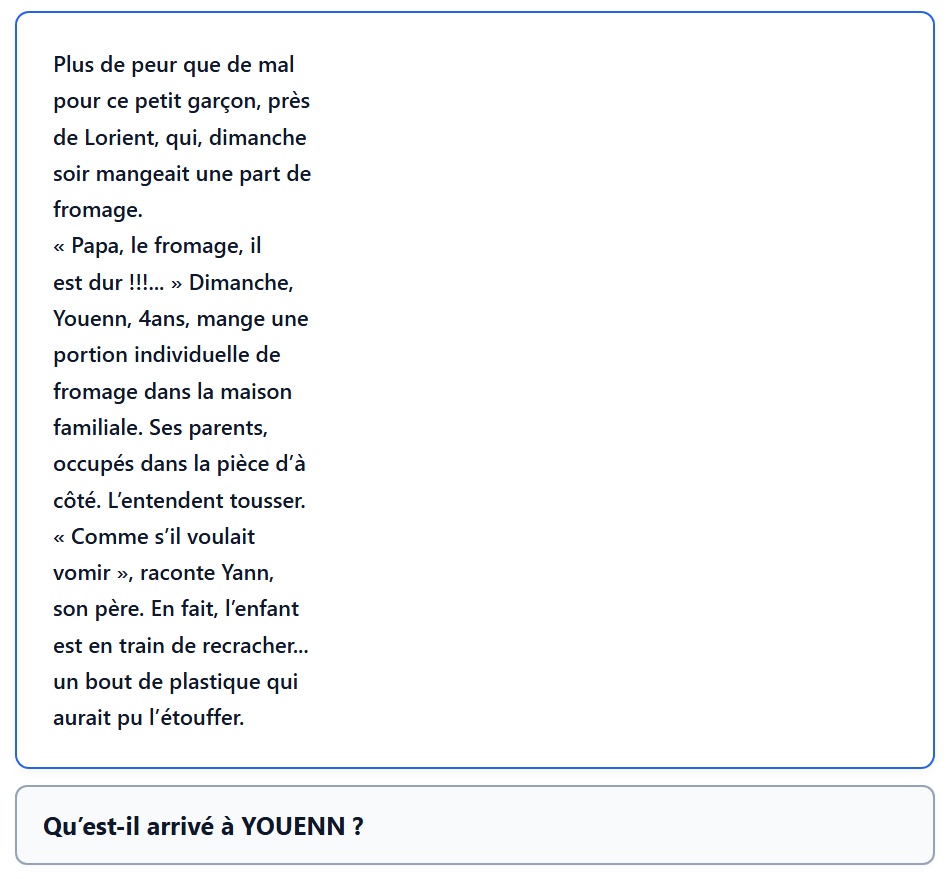 Plus de peur que de mal
pour ce petit garçon, près
de Lorient, qui, dimanche
soir mangeait une part de
fromage.
« Papa, le fromage, il
est dur !!!... » Dimanche,
Youenn, 4ans, mange une
portion individuelle de
fromage dans la maison
familiale. Ses parents,
occupés dans la pièce d’à
côté. L’entendent tousser.
« Comme s’il voulait
vomir », raconte Yann,
son père. En fait, l’enfant
est en train de recracher...
un bout de plastique qui
aurait pu l’étouffer.
Qu’est-il arrivé à YOUENN ?